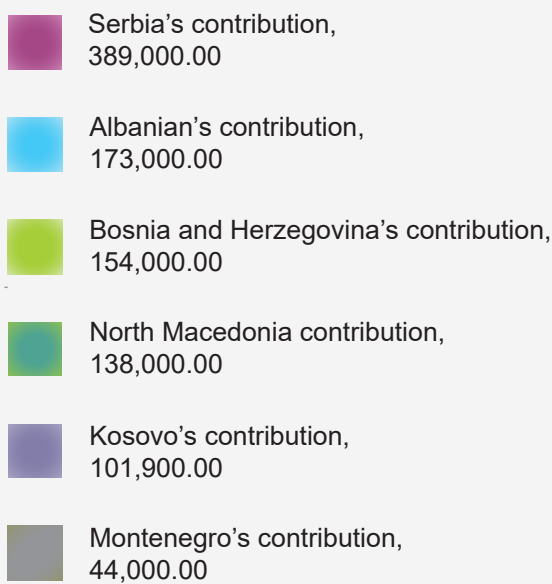 Serbia’s contribution,
389,000.00
Albanian’s contribution,
173,000.00
Bosnia and Herzegovina’s contribution,
154,000.00
North Macedonia contribution,
138,000.00
Kosovo’s contribution,
101,900.00
Montenegro’s contribution,
44,000.00